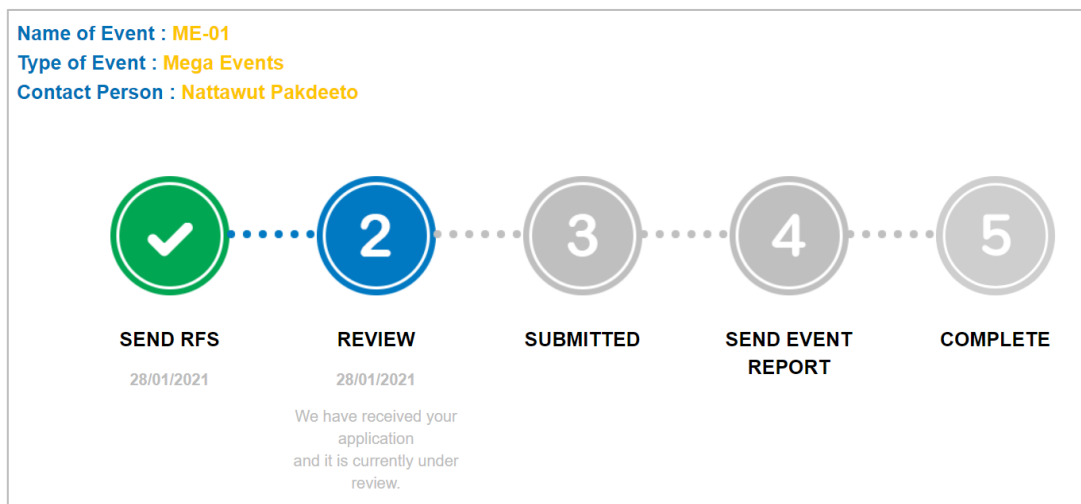 Name of Event : ME-01
Type of Event : Mega Events
Contact Person : Nattawut Pakdeeto
2
3
4
5
SEND RFS
REVIEW
SUBMITTED
SEND EVENT
REPORT
COMPLETE
28/01/2021
28/01/2021
We have received your
application
and it is currently under
review.